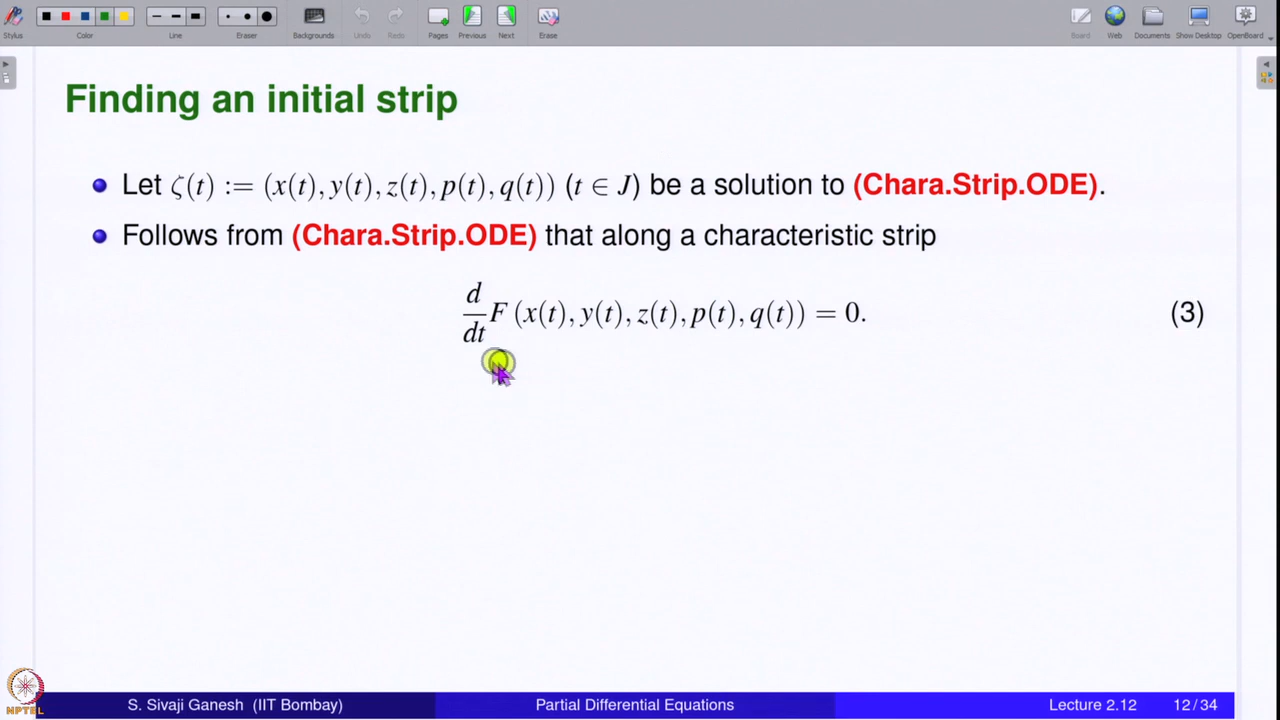 Stylus Color Line Eraser Backgrounds Undo Redo Pages Previous Next Erase Board Web Documents Show Desktop OpenBoard
Finding an initial strip
Let ζ(t) := (x(t), y(t), z(t), p(t), q(t)) (t ∈ J) be a solution to (Chara.Strip.ODE).
Follows from (Chara.Strip.ODE) that along a characteristic strip
d/dt F (x(t), y(t), z(t), p(t), q(t)) = 0. (3)
NPTEL
S. Sivaji Ganesh (IIT Bombay) Partial Differential Equations Lecture 2.12 12 / 34